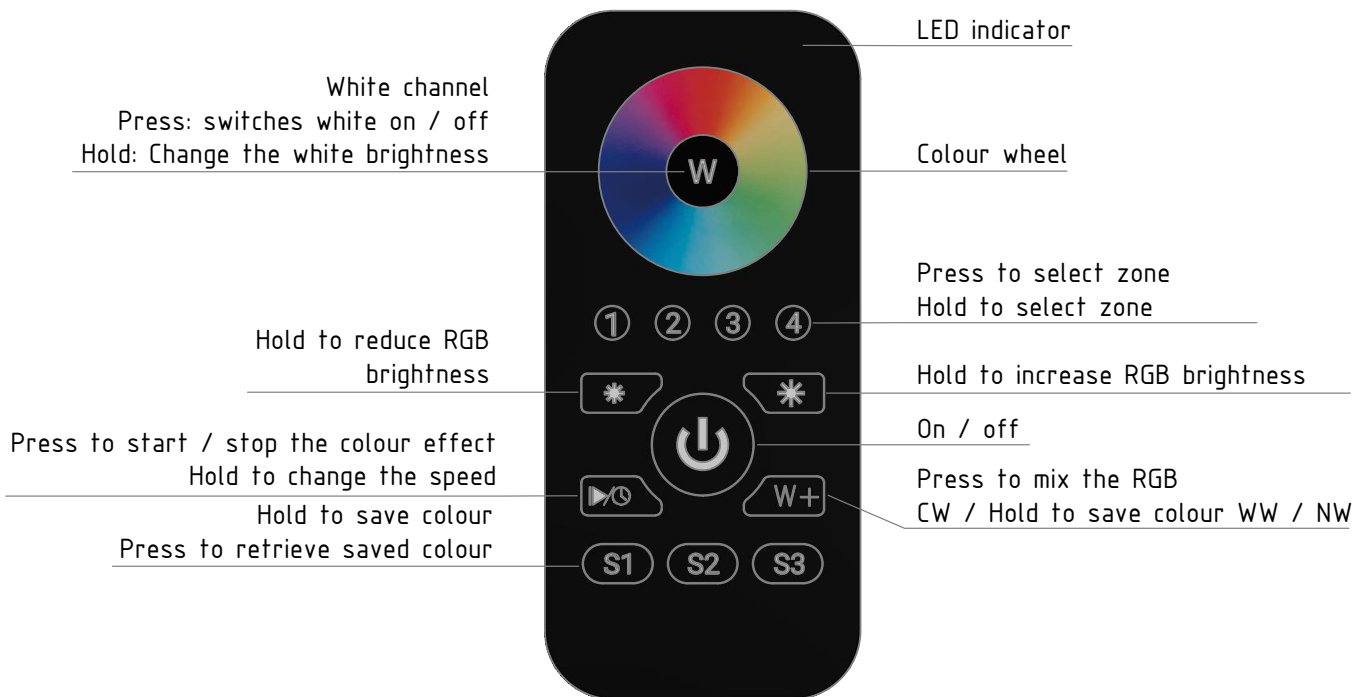 LED indicator
White channel
Press: switches white on / off
Hold: Change the white brightness
Colour wheel
W
Press to select zone
Hold to select zone
1 2 3 4
Hold to reduce RGB
brightness
Hold to increase RGB brightness
On / off
Press to start / stop the colour effect
Hold to change the speed
Press to mix the RGB
CW / Hold to save colour WW / NW
W+
Hold to save colour
Press to retrieve saved colour
S1 S2 S3